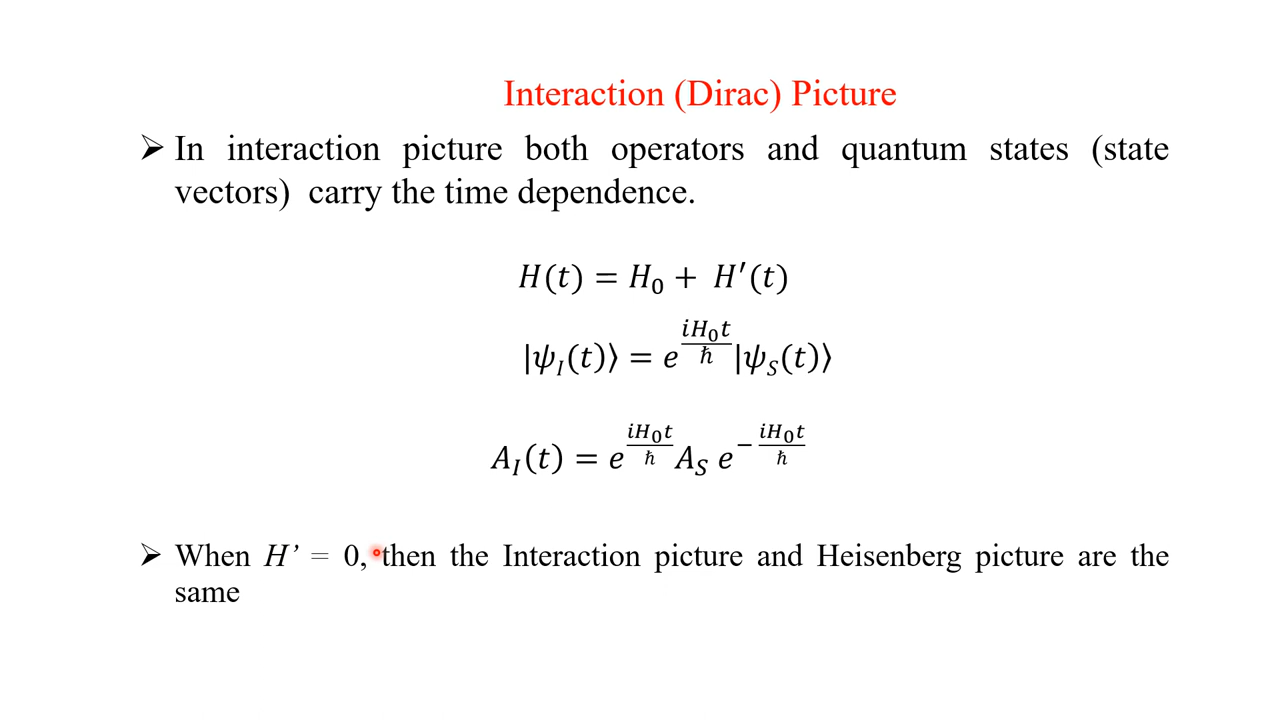 Interaction (Dirac) Picture
➢ In interaction picture both operators and quantum states (state
vectors) carry the time dependence.
H(t) = H₀ + H′(t)
|ψ_I(t)⟩ = e^{iH₀t/ℏ}|ψ_S(t)⟩
A_I(t) = e^{iH₀t/ℏ} A_S e^{−iH₀t/ℏ}
➢ When H’ = 0, then the Interaction picture and Heisenberg picture are the
same